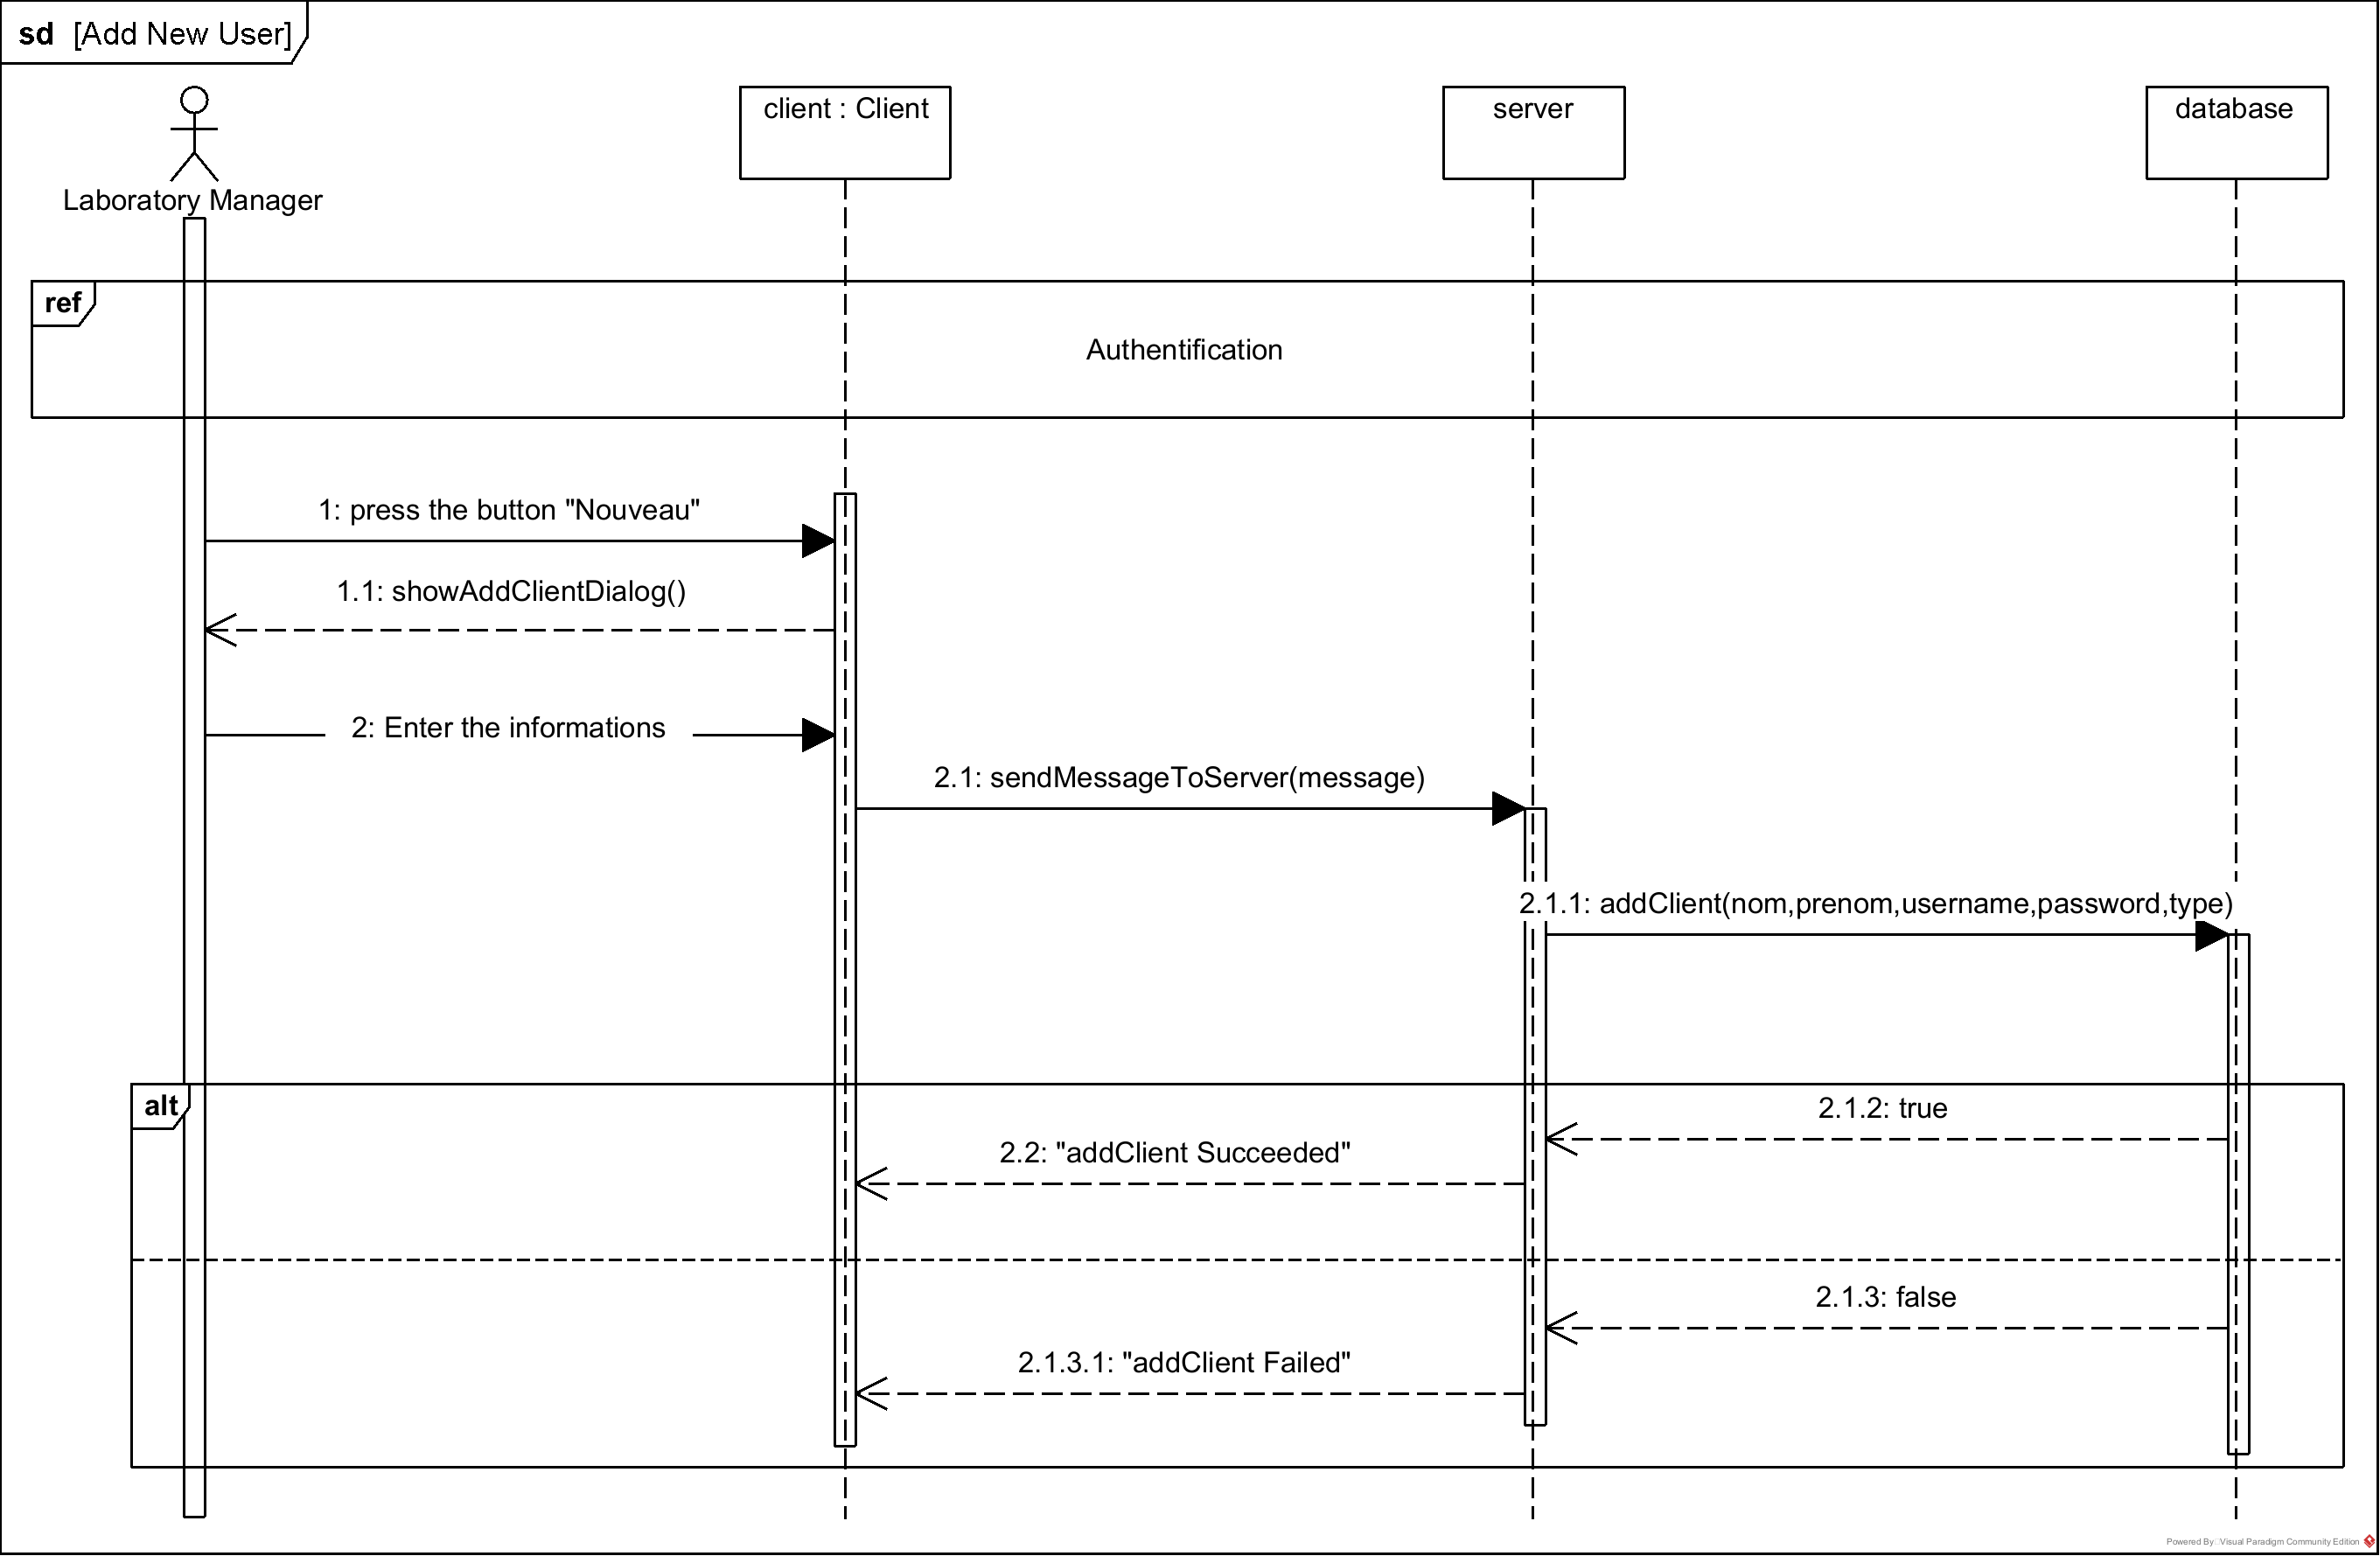 sd [Add New User]
client : Client
server
database
Laboratory Manager
ref
Authentification
1: press the button "Nouveau"
1.1: showAddClientDialog()
2: Enter the informations
2.1: sendMessageToServer(message)
2.1.1: addClient(nom,prenom,username,password,type)
alt
2.1.2: true
2.2: "addClient Succeeded"
2.1.3: false
2.1.3.1: "addClient Failed"
Powered By Visual Paradigm Community Edition